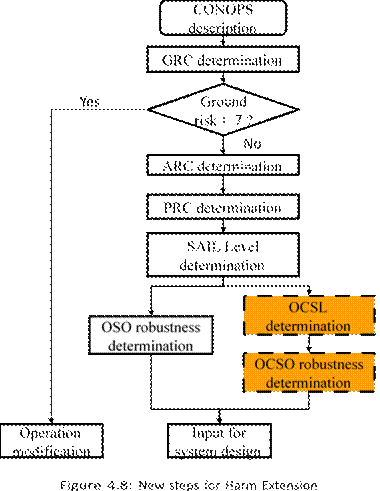 CONOPS
description
GRC determination
Yes
Ground
risk > 7 ?
No
ARC determination
PRC determination
SAIL Level
determination
OSO robustness
determination
OCSL
determination
OCSO robustness
determination
Operation
modification
Input for
system design
Figure 4.8: New steps for Harm Extension